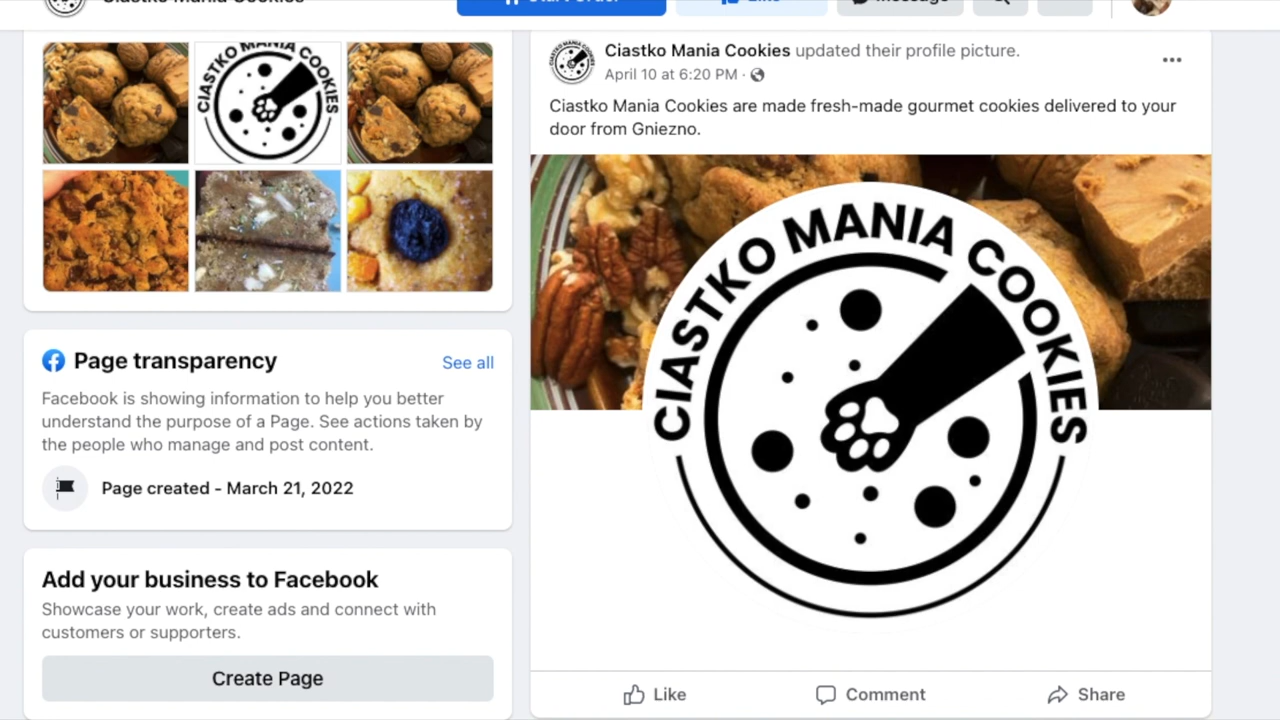 Ciastko Mania Cookies
Start Order
Like
Message
CIASTKO MANIA COOKIES
Page transparency
See all
Facebook is showing information to help you better
understand the purpose of a Page. See actions taken by
the people who manage and post content.
Page created - March 21, 2022
Add your business to Facebook
Showcase your work, create ads and connect with
customers or supporters.
Create Page
Ciastko Mania Cookies updated their profile picture.
April 10 at 6:20 PM ·
Ciastko Mania Cookies are made fresh-made gourmet cookies delivered to your
door from Gniezno.
CIASTKO MANIA COOKIES
Like
Comment
Share